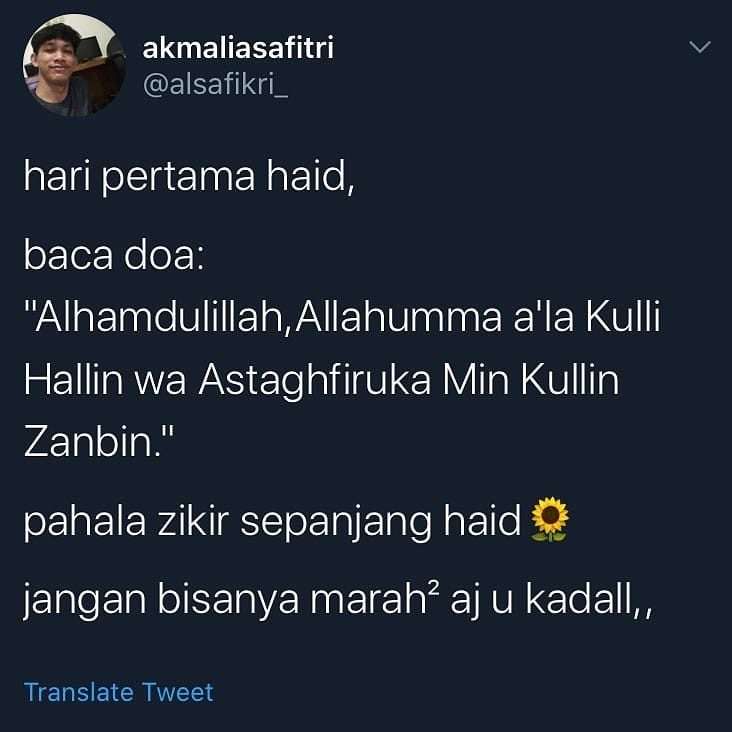 akmaliasafitri
@alsafikri_
hari pertama haid,
baca doa:
"Alhamdulillah,Allahumma a'la Kulli
Hallin wa Astaghfiruka Min Kullin
Zanbin."
pahala zikir sepanjang haid🌻
jangan bisanya marah² aj u kadall,,
Translate Tweet